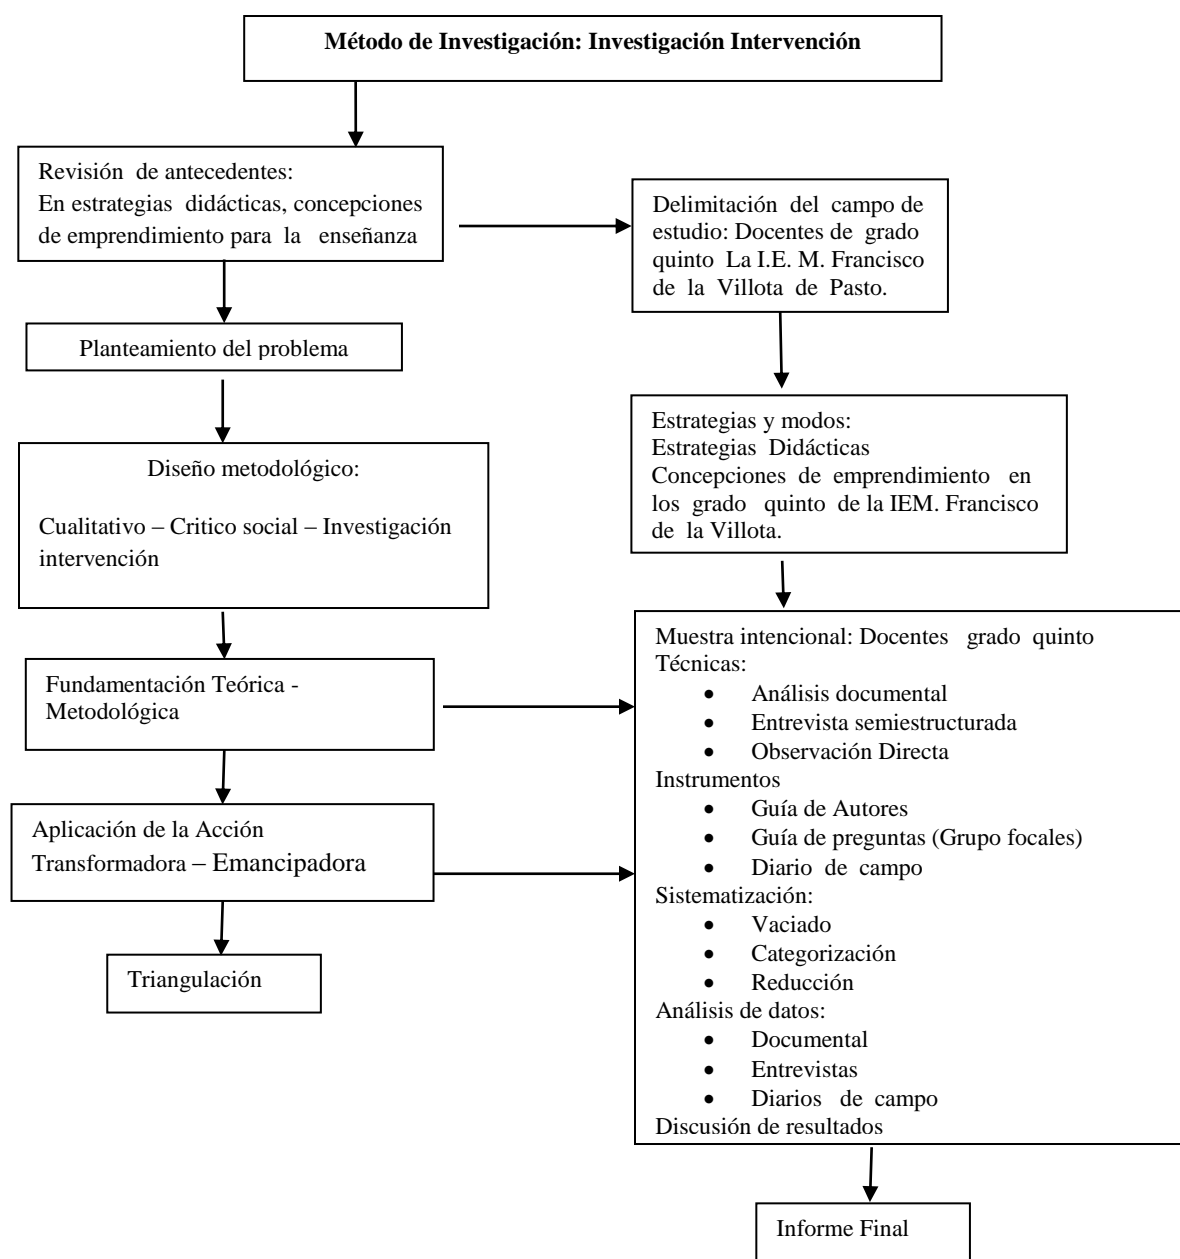 Método de Investigación: Investigación Intervención
Revisión de antecedentes:
En estrategias didácticas, concepciones
de emprendimiento para la enseñanza
Delimitación del campo de
estudio: Docentes de grado
quinto La I.E. M. Francisco
de la Villota de Pasto.
Planteamiento del problema
Estrategias y modos:
Estrategias Didácticas
Concepciones de emprendimiento en
los grado quinto de la IEM. Francisco
de la Villota.
Diseño metodológico:
Cualitativo – Critico social – Investigación
intervención
Fundamentación Teórica -
Metodológica
Aplicación de la Acción
Transformadora – Emancipadora
Triangulación
Muestra intencional: Docentes grado quinto
Técnicas:
• Análisis documental
• Entrevista semiestructurada
• Observación Directa
Instrumentos
• Guía de Autores
• Guía de preguntas (Grupo focales)
• Diario de campo
Sistematización:
• Vaciado
• Categorización
• Reducción
Análisis de datos:
• Documental
• Entrevistas
• Diarios de campo
Discusión de resultados
Informe Final